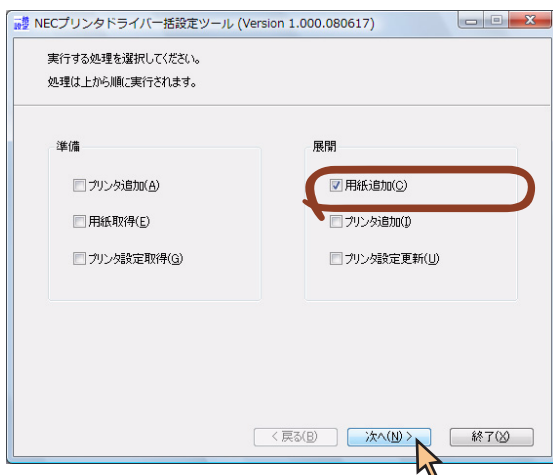 NECプリンタドライバー括設定ツール (Version 1.000.080617)
実行する処理を選択してください。
処理は上から順に実行されます。
準備
プリンタ追加(A)
用紙取得(E)
プリンタ設定取得(G)
展開
用紙追加(C)
プリンタ追加(I)
プリンタ設定更新(U)
< 戻る(B)
次へ(N) >
終了(X)